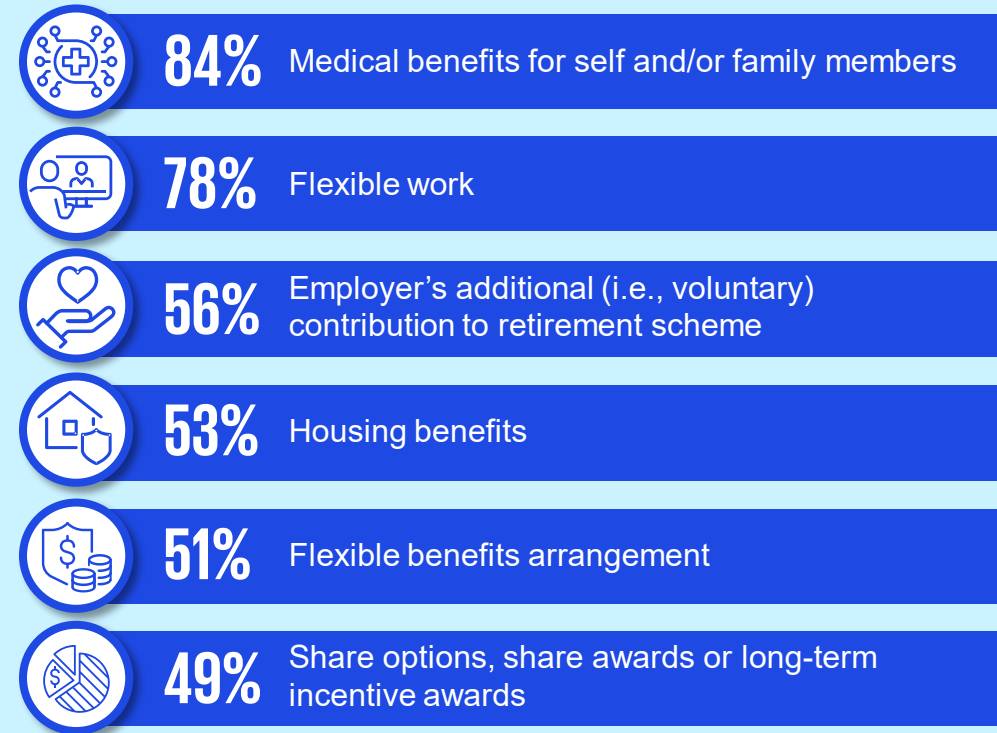 84% Medical benefits for self and/or family members
78% Flexible work
56% Employer’s additional (i.e., voluntary)
contribution to retirement scheme
53% Housing benefits
51% Flexible benefits arrangement
$
49% Share options, share awards or long-term
incentive awards
$